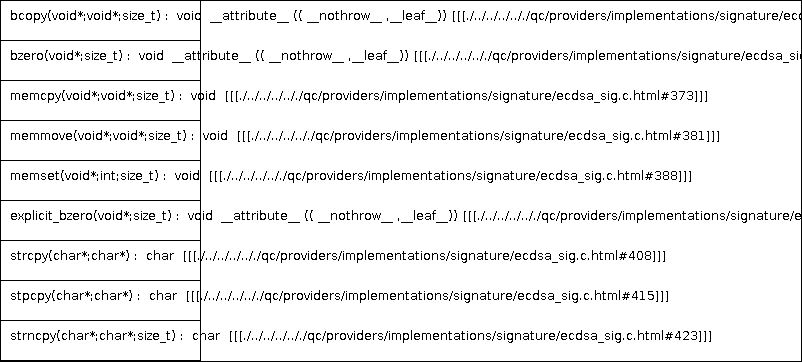 bcopy(void*;void*;size_t) :  void  __attribute__ (( __nothrow__ ,__leaf__)) [[[./../../../../qc/providers/implementations/signature/ecd
bzero(void*;size_t) :  void  __attribute__ (( __nothrow__ ,__leaf__)) [[[./../../../../qc/providers/implementations/signature/ecdsa_si
memcpy(void*;void*;size_t) :  void  [[[./../../../../qc/providers/implementations/signature/ecdsa_sig.c.html#373]]]
memmove(void*;void*;size_t) :  void  [[[./../../../../qc/providers/implementations/signature/ecdsa_sig.c.html#381]]]
memset(void*;int;size_t) :  void  [[[./../../../../qc/providers/implementations/signature/ecdsa_sig.c.html#388]]]
explicit_bzero(void*;size_t) :  void  __attribute__ (( __nothrow__ ,__leaf__)) [[[./../../../../qc/providers/implementations/signature/e
strcpy(char*;char*) :  char  [[[./../../../../qc/providers/implementations/signature/ecdsa_sig.c.html#408]]]
stpcpy(char*;char*) :  char  [[[./../../../../qc/providers/implementations/signature/ecdsa_sig.c.html#415]]]
strncpy(char*;char*;size_t) :  char  [[[./../../../../qc/providers/implementations/signature/ecdsa_sig.c.html#423]]]